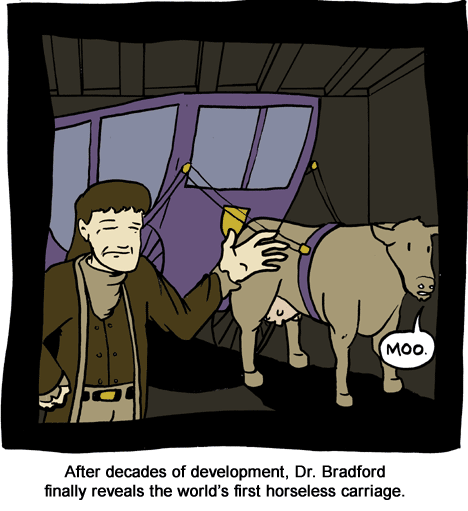 MOO.
After decades of development, Dr. Bradford
finally reveals the world's first horseless carriage.